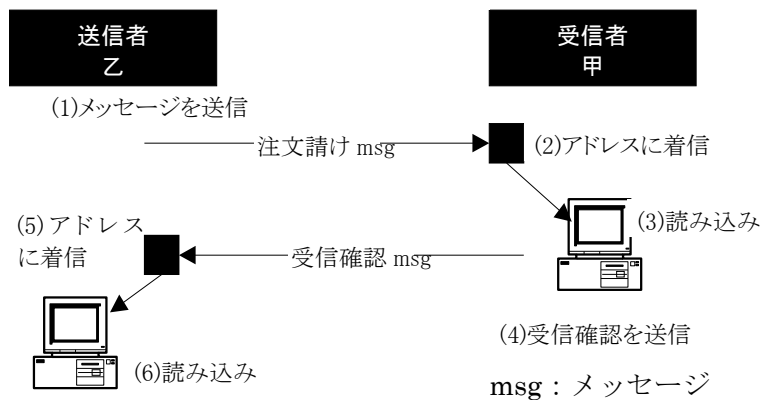 送信者
乙
受信者
甲
(1)メッセージを送信
注文請け msg
(2)アドレスに着信
(3)読み込み
(5)アドレス
に着信
受信確認 msg
(4)受信確認を送信
(6)読み込み
msg：メッセージ